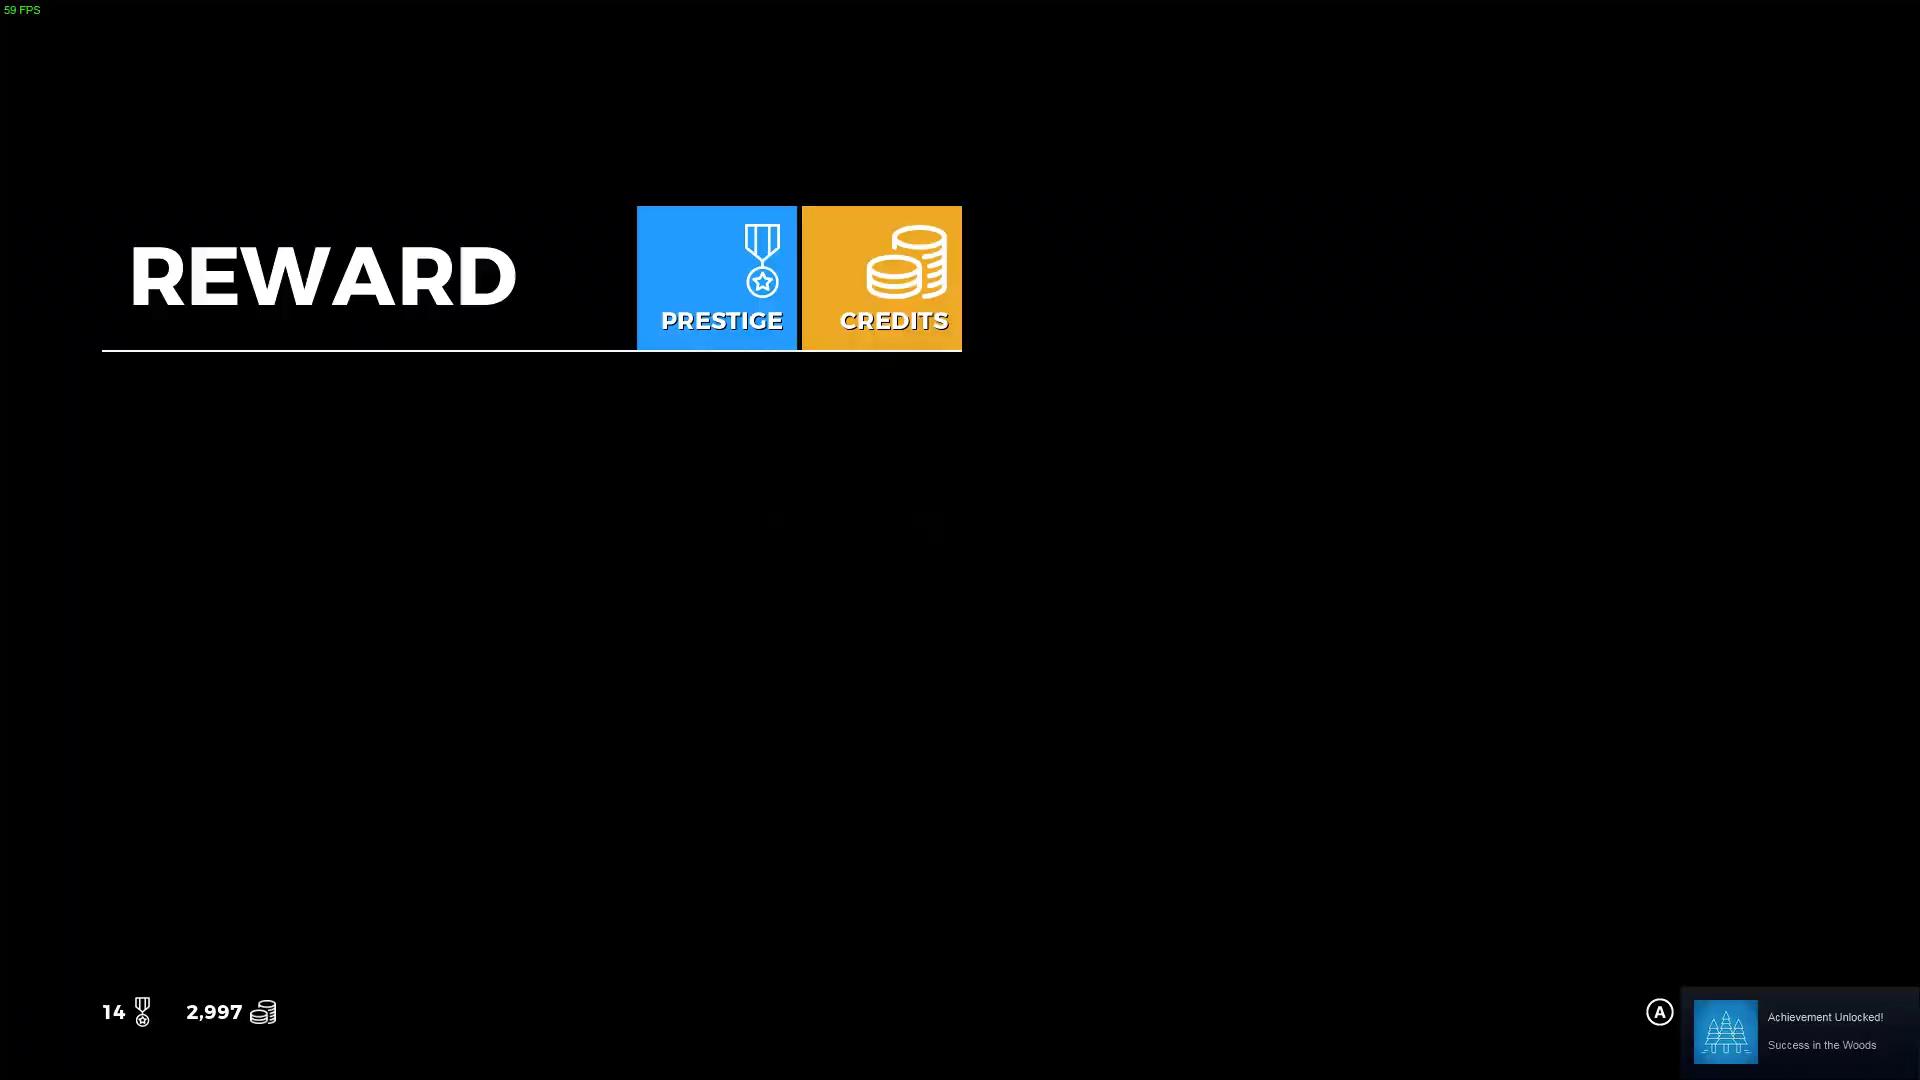 59 FPS
REWARD
PRESTIGE
CREDITS
14
2,997
A
Achievement Unlocked!
Success in the Woods